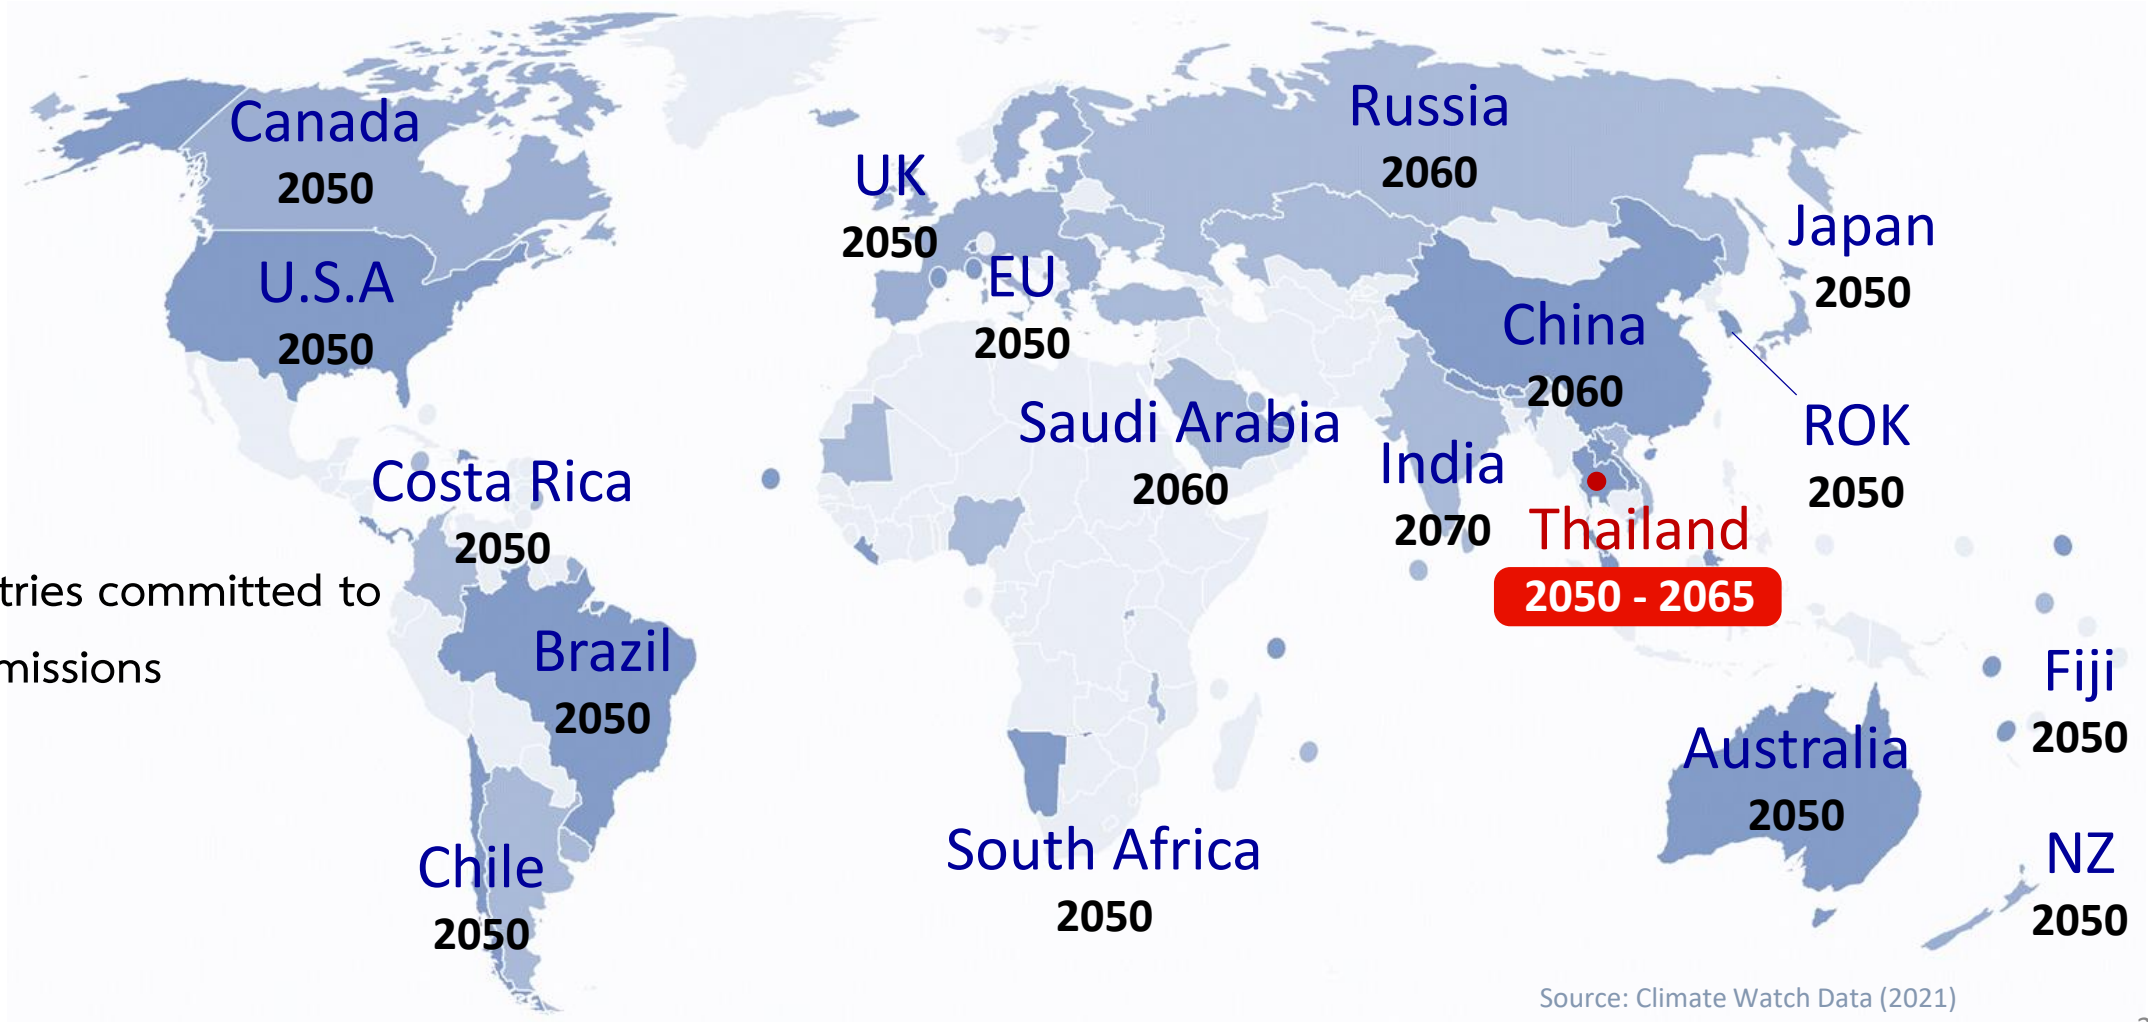 Canada
2050
U.S.A
2050
Costa Rica
2050
tries committed to
missions
Brazil
2050
Chile
2050
UK
2050
EU
2050
Saudi Arabia
2060
South Africa
2050
Russia
2060
China
2060
India
2070
Thailand
2050 - 2065
Japan
2050
ROK
2050
Fiji
2050
Australia
2050
NZ
2050
Source: Climate Watch Data (2021)